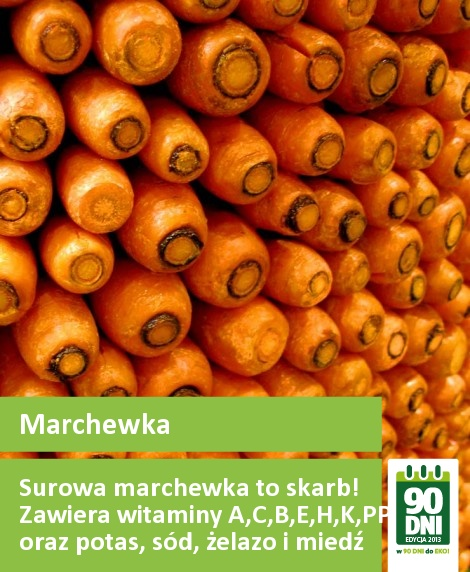 Marchewka
Surowa marchewka to skarb!
Zawiera witaminy A,C,B,E,H,K,PP
oraz potas, sód, żelazo i miedź
90
DNI
EDYCJA 2013
w 90 DNI do EKO!